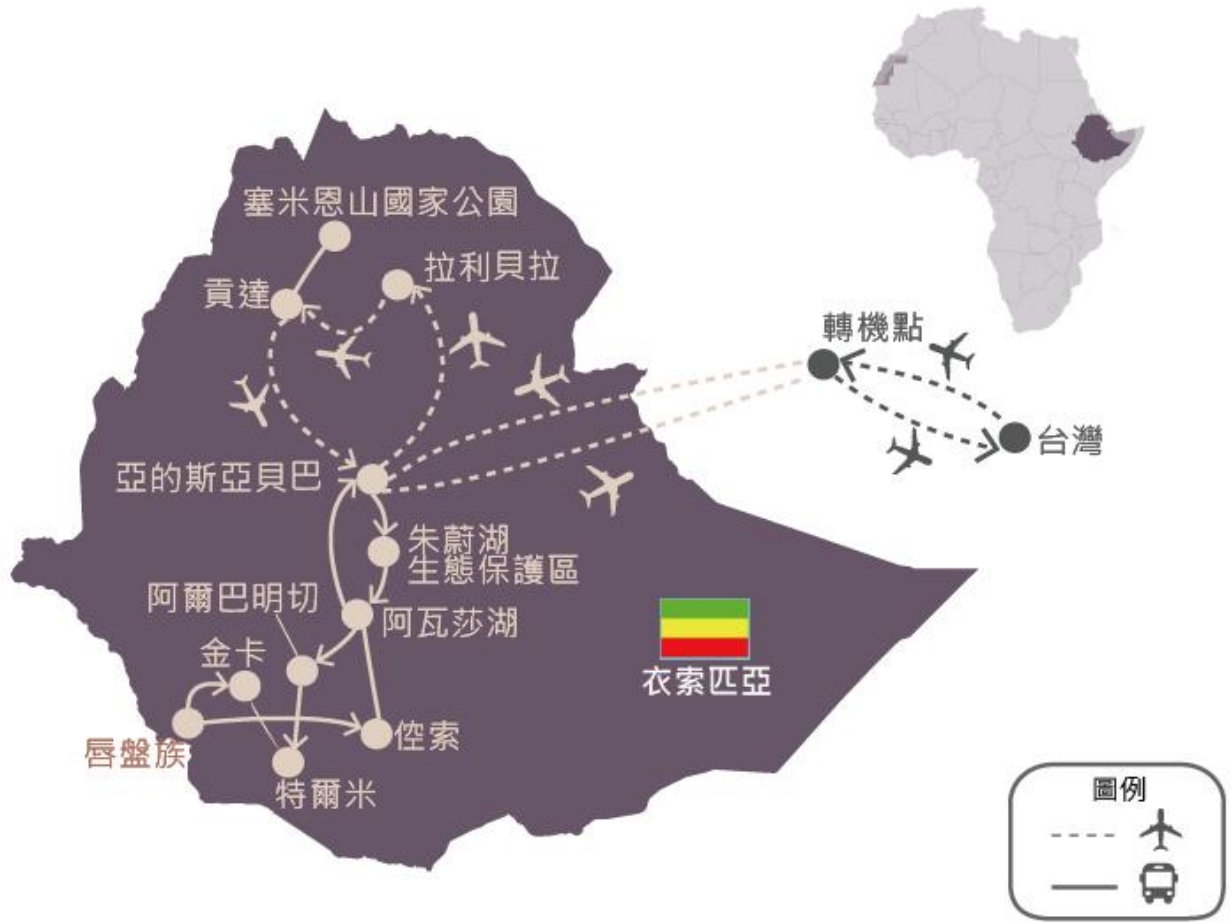 塞米恩山國家公園
拉利貝拉
貢達
轉機點
台灣
亞的斯亞貝巴
朱蔚湖
生態保護區
阿爾巴明切
阿瓦莎湖
金卡
衣索匹亞
唇盤族
倥索
特爾米
圖例